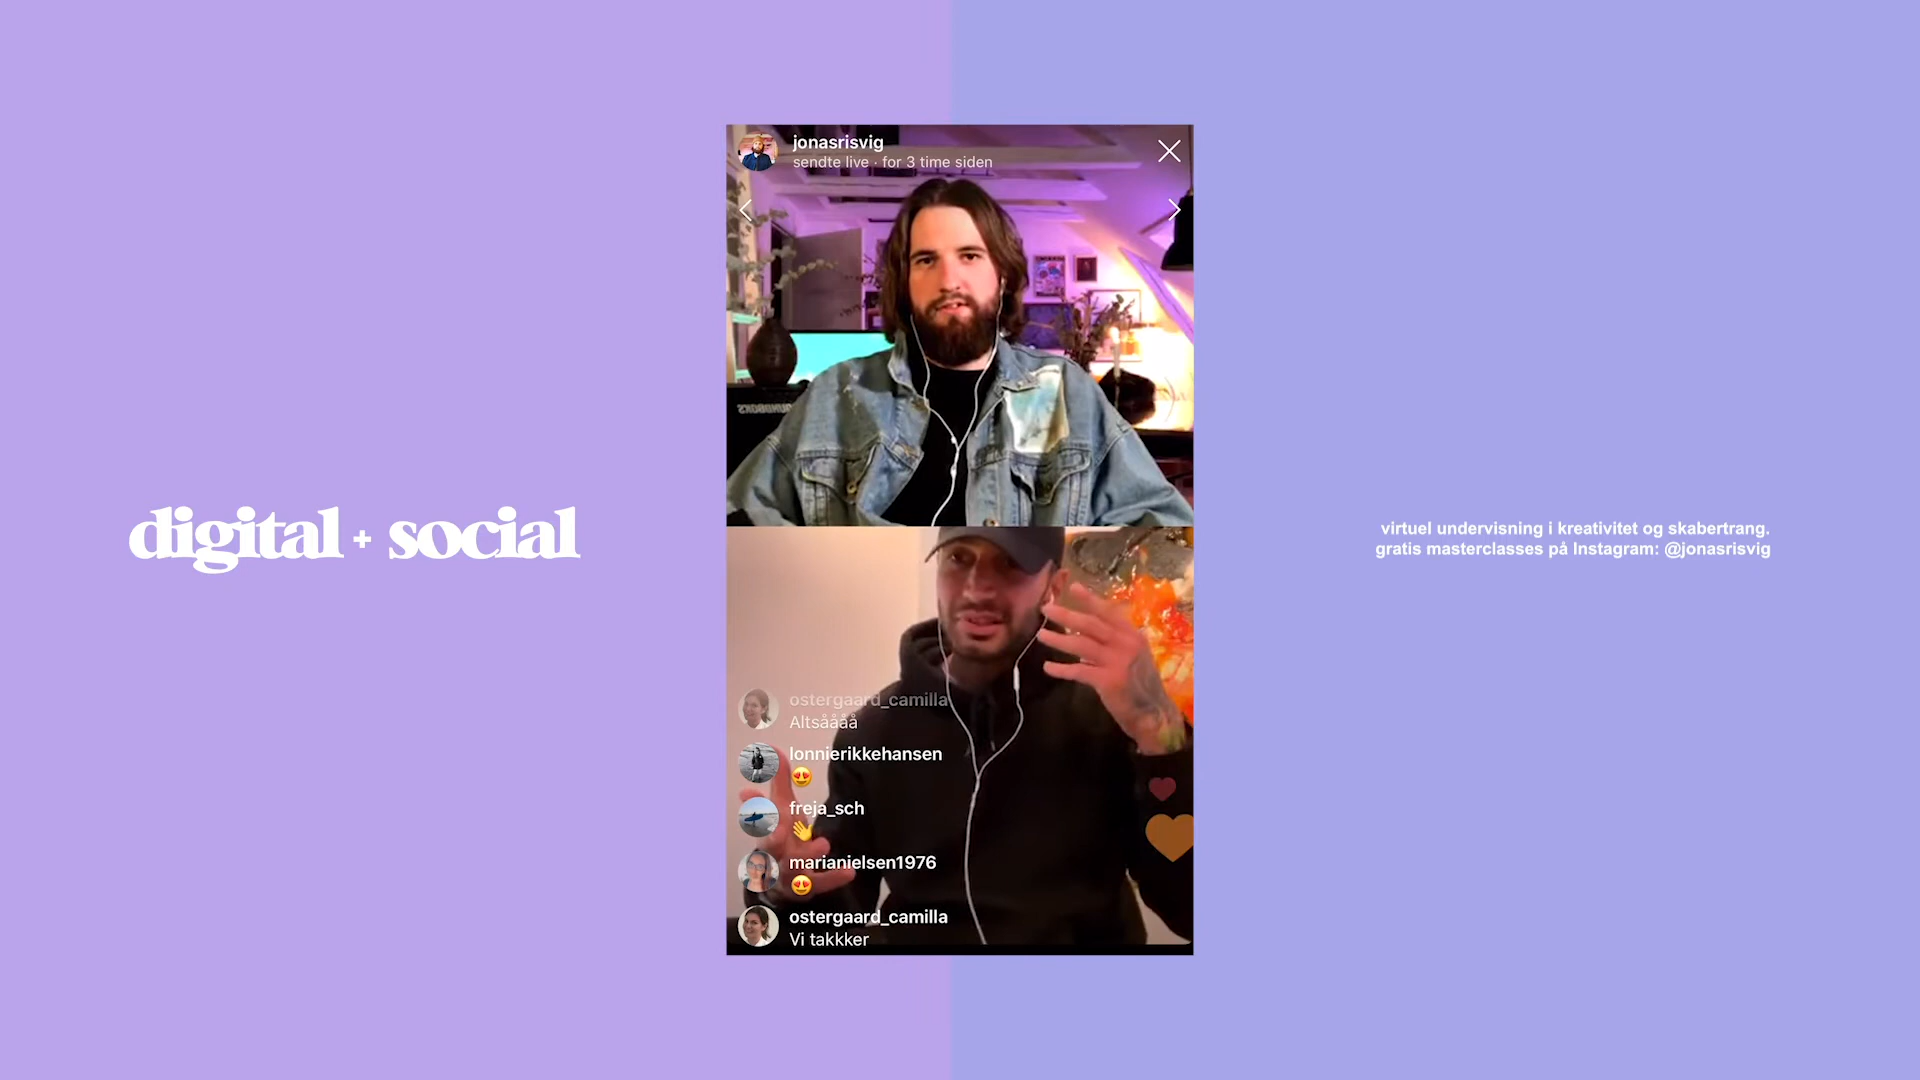 jonasrisvig
sendte live · for 3 time siden
digital + social
virtuel undervisning i kreativitet og skabertrang.
gratis masterclasses på Instagram: @jonasrisvig
ostergaard_camilla
Altsåååå
lonnierikkehansen
😍
freja_sch
👋
marianielsen1976
😍
ostergaard_camilla
Vi takkker